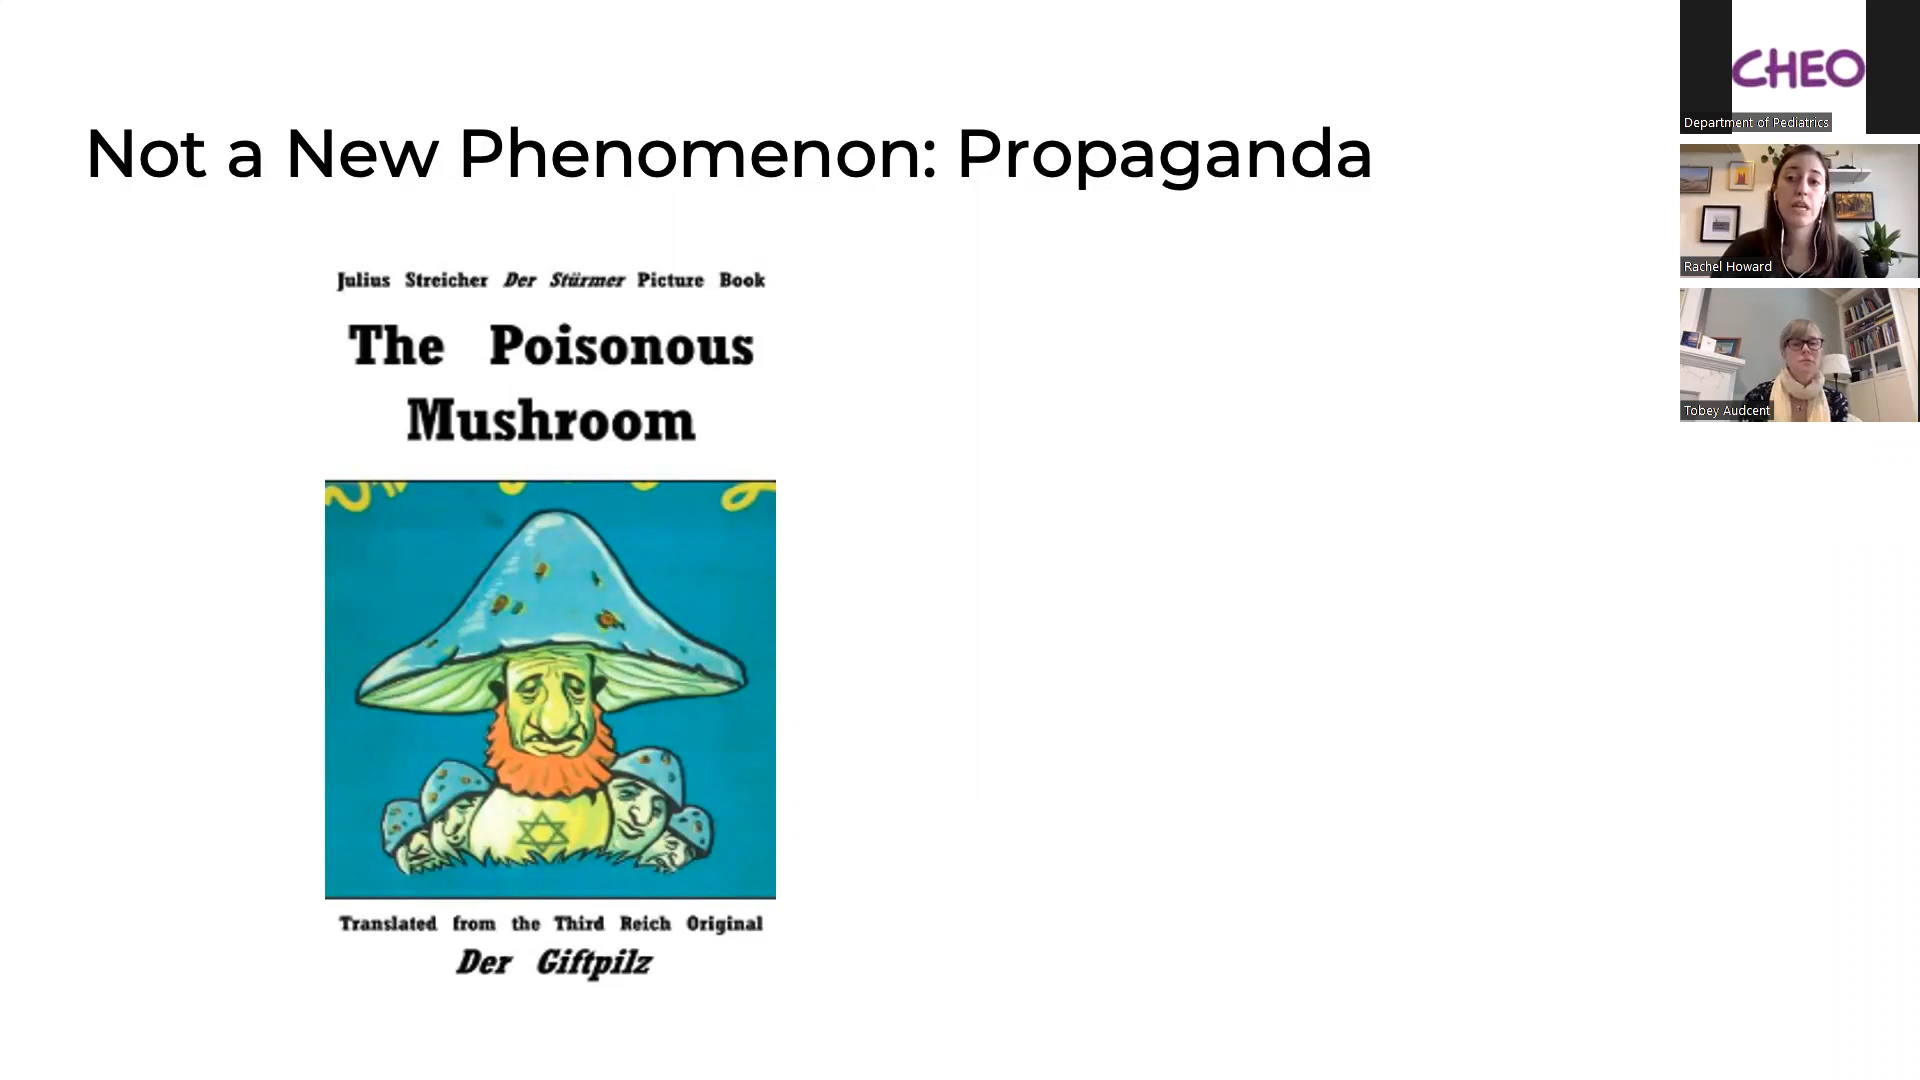 Not a New Phenomenon: Propaganda
Julius Streicher Der Stürmer Picture Book
The Poisonous
Mushroom
Translated from the Third Reich Original
Der Giftpilz
CHEO
Department of Pediatrics
Rachel Howard
Tobey Audcent